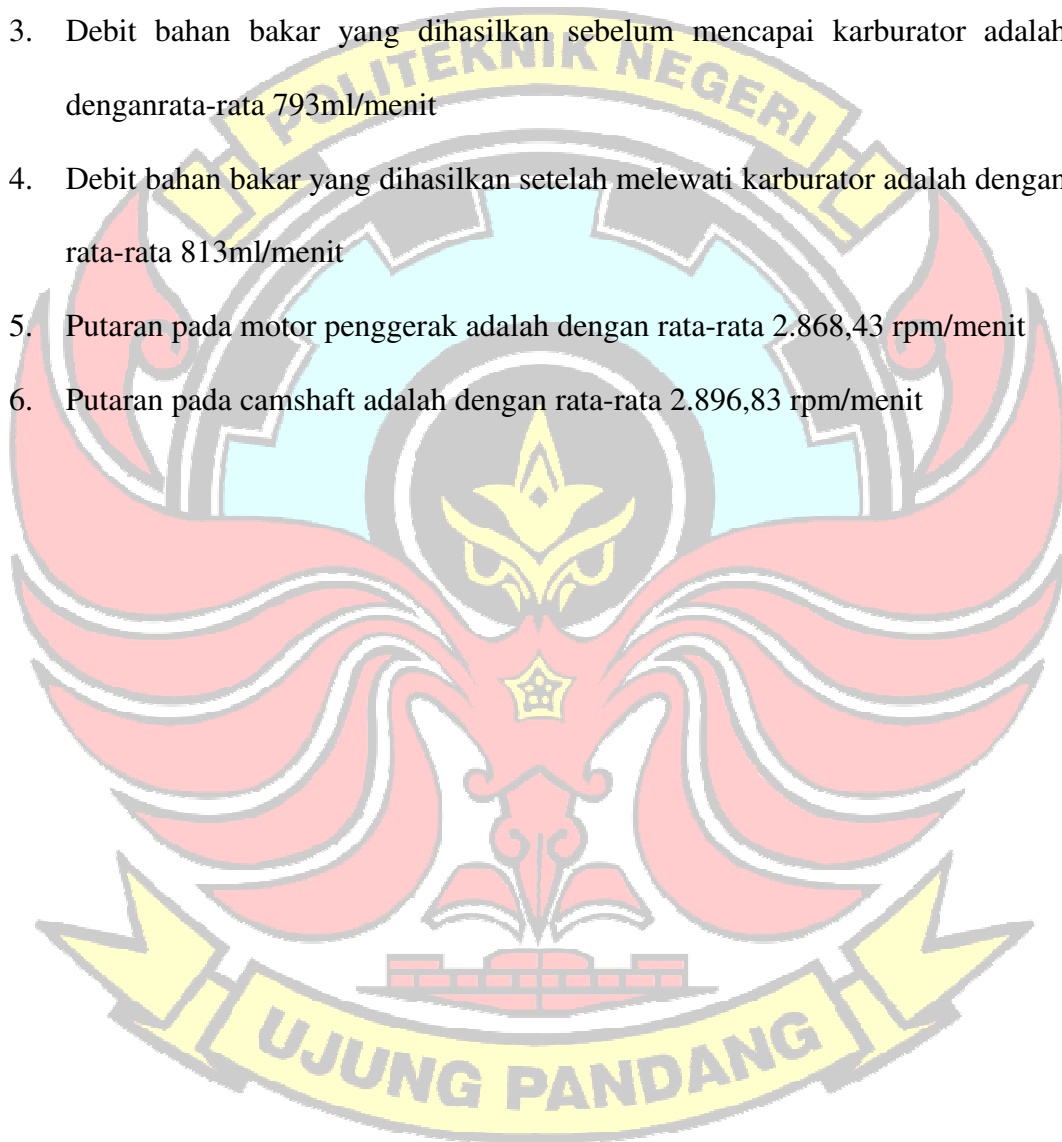 3. Debit bahan bakar yang dihasilkan sebelum mencapai karburator adalah
denganrata-rata 793ml/menit
4. Debit bahan bakar yang dihasilkan setelah melewati karburator adalah dengan
rata-rata 813ml/menit
5. Putaran pada motor penggerak adalah dengan rata-rata 2.868,43 rpm/menit
6. Putaran pada camshaft adalah dengan rata-rata 2.896,83 rpm/menit
POLITEKNIK NEGERI
UJUNG PANDANG